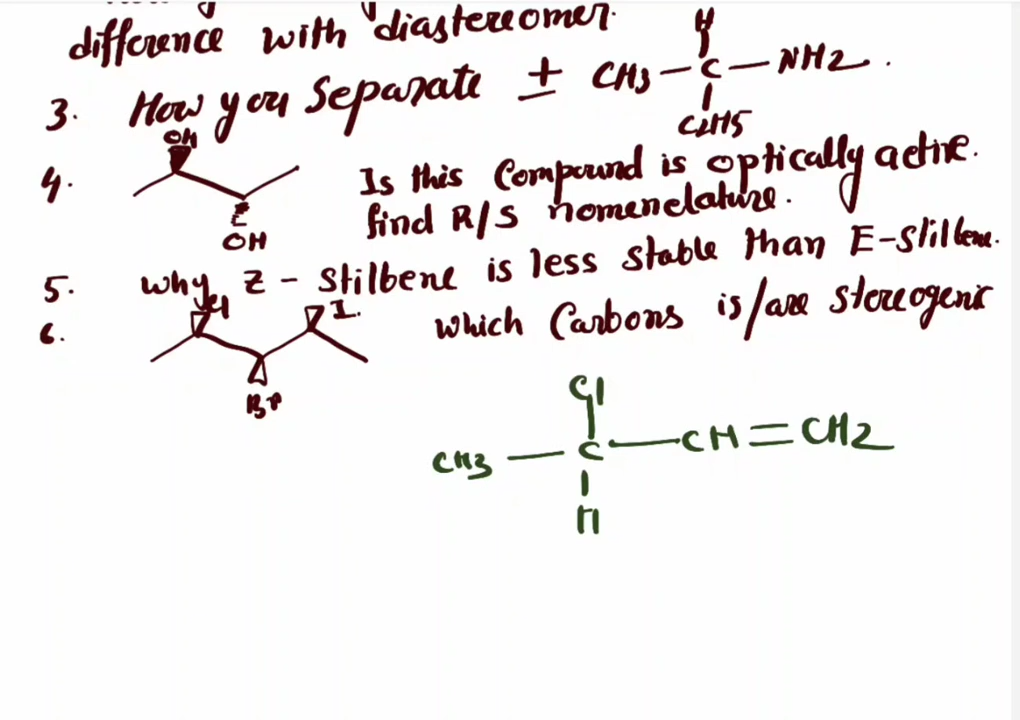 difference with diastereomer.
H
3. How you separate ± CH3 – C – NH2 .
C2H5
OH
4. Is this Compound is optically active.
find R/S nomenclature.
OH
5. why Z - stilbene is less stable than E-stilbene.
Cl I.
6. which Carbons is/are stereogenic
Br
Cl
CH3 — C — CH = CH2
H